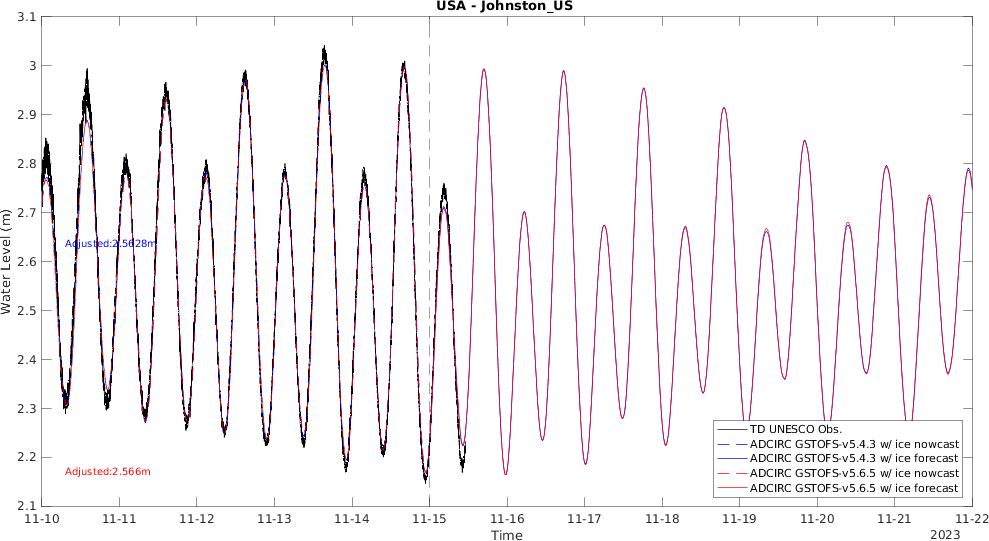 USA - Johnston_US
3.1
3
2.9
2.8
2.7
2.6
2.5
2.4
2.3
2.2
2.1
Water Level (m)
Adjusted:2.5628m
Adjusted:2.566m
TD UNESCO Obs.
ADCIRC GSTOFS-v5.4.3 w/ ice nowcast
ADCIRC GSTOFS-v5.4.3 w/ ice forecast
ADCIRC GSTOFS-v5.6.5 w/ ice nowcast
ADCIRC GSTOFS-v5.6.5 w/ ice forecast
11-10 11-11 11-12 11-13 11-14 11-15 11-16 11-17 11-18 11-19 11-20 11-21 11-22
Time
2023